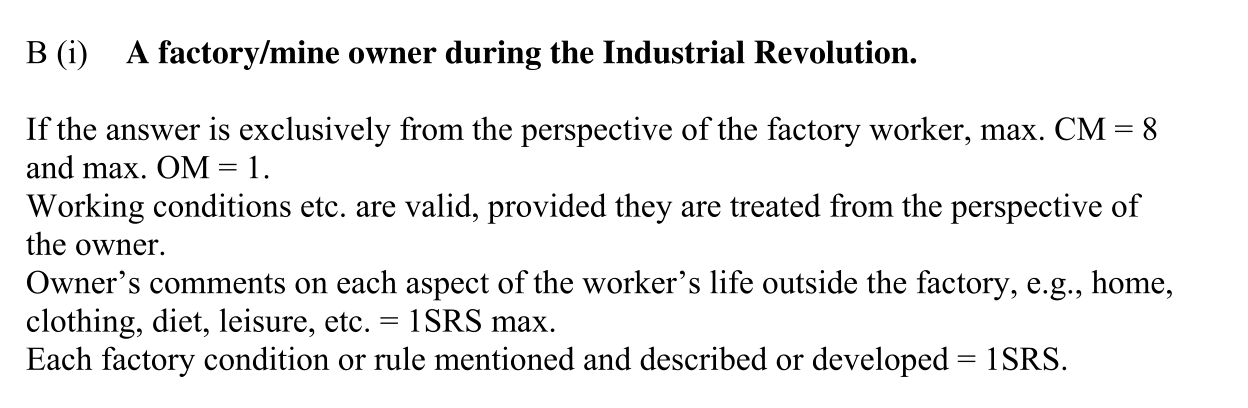 B (i) A factory/mine owner during the Industrial Revolution.
If the answer is exclusively from the perspective of the factory worker, max. CM = 8
and max. OM = 1.
Working conditions etc. are valid, provided they are treated from the perspective of
the owner.
Owner’s comments on each aspect of the worker’s life outside the factory, e.g., home,
clothing, diet, leisure, etc. = 1SRS max.
Each factory condition or rule mentioned and described or developed = 1SRS.